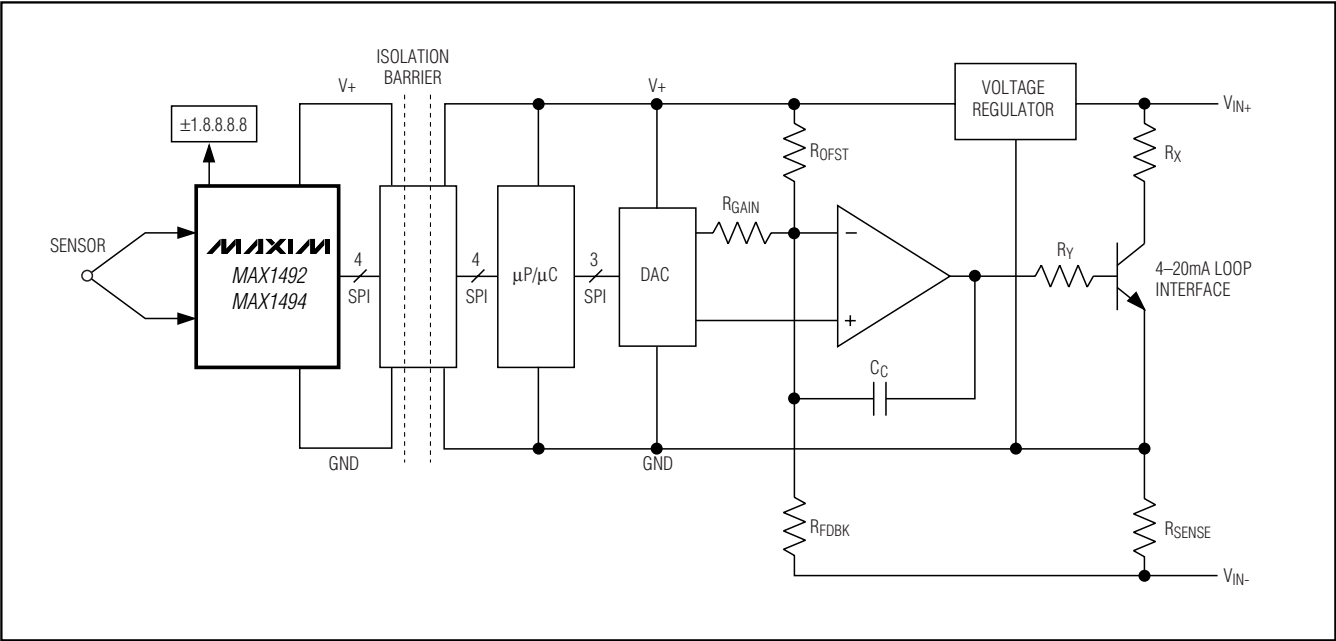 ISOLATION
BARRIER
V+
V+
VOLTAGE
REGULATOR
VIN+
±1.8.8.8.8
ROFST
RX
RGAIN
SENSOR
MAXIM
MAX1492
MAX1494
4
SPI
4
SPI
µP/µC
3
SPI
DAC
−
+
RY
4–20mA LOOP
INTERFACE
CC
GND
GND
RFDBK
RSENSE
VIN-